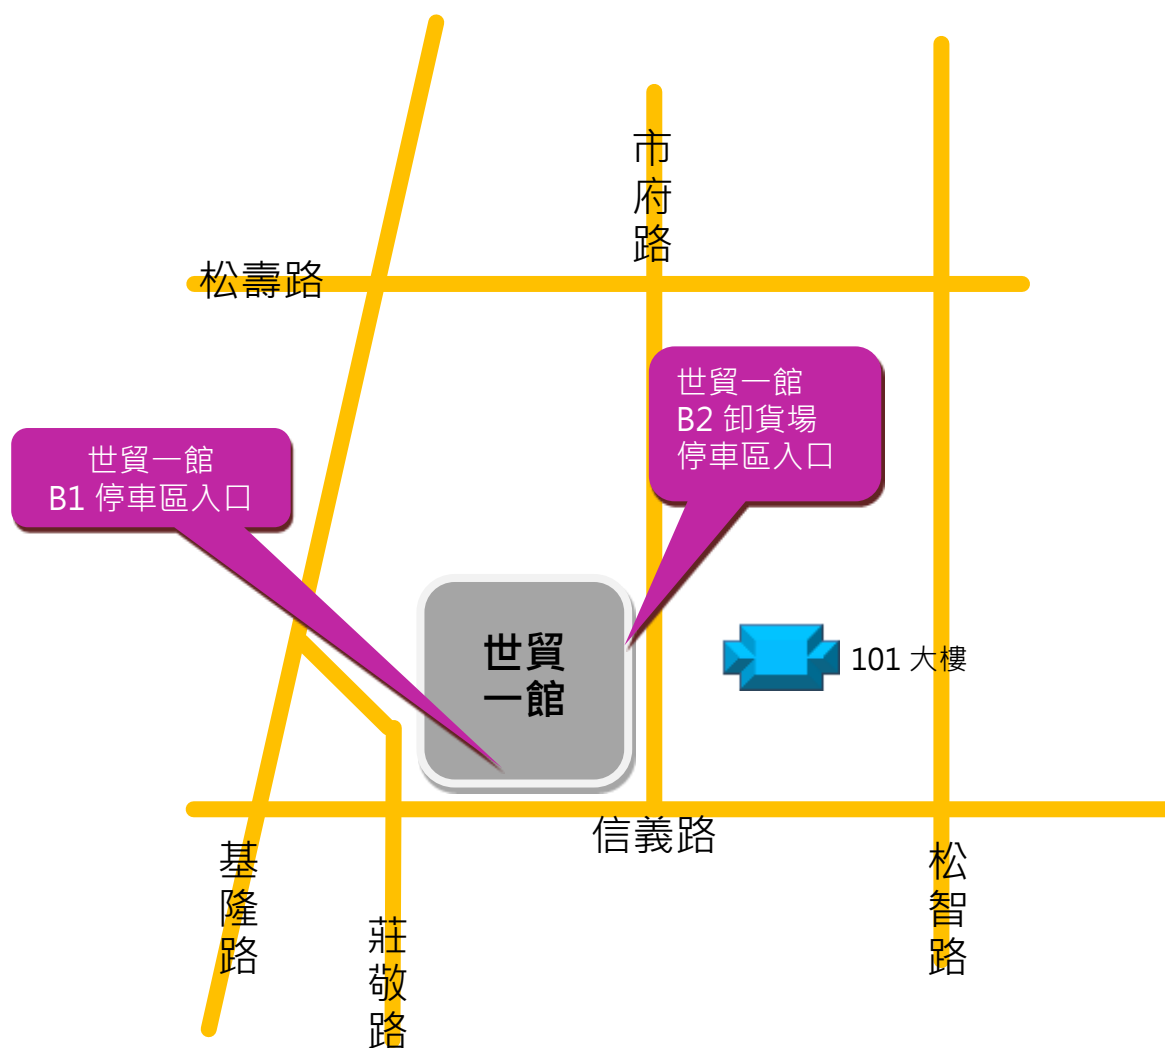 市府路
松壽路
世貿一館
B2 卸貨場
停車區入口
世貿一館
B1 停車區入口
世貿
一館
101 大樓
信義路
基隆路
松智路
莊敬路